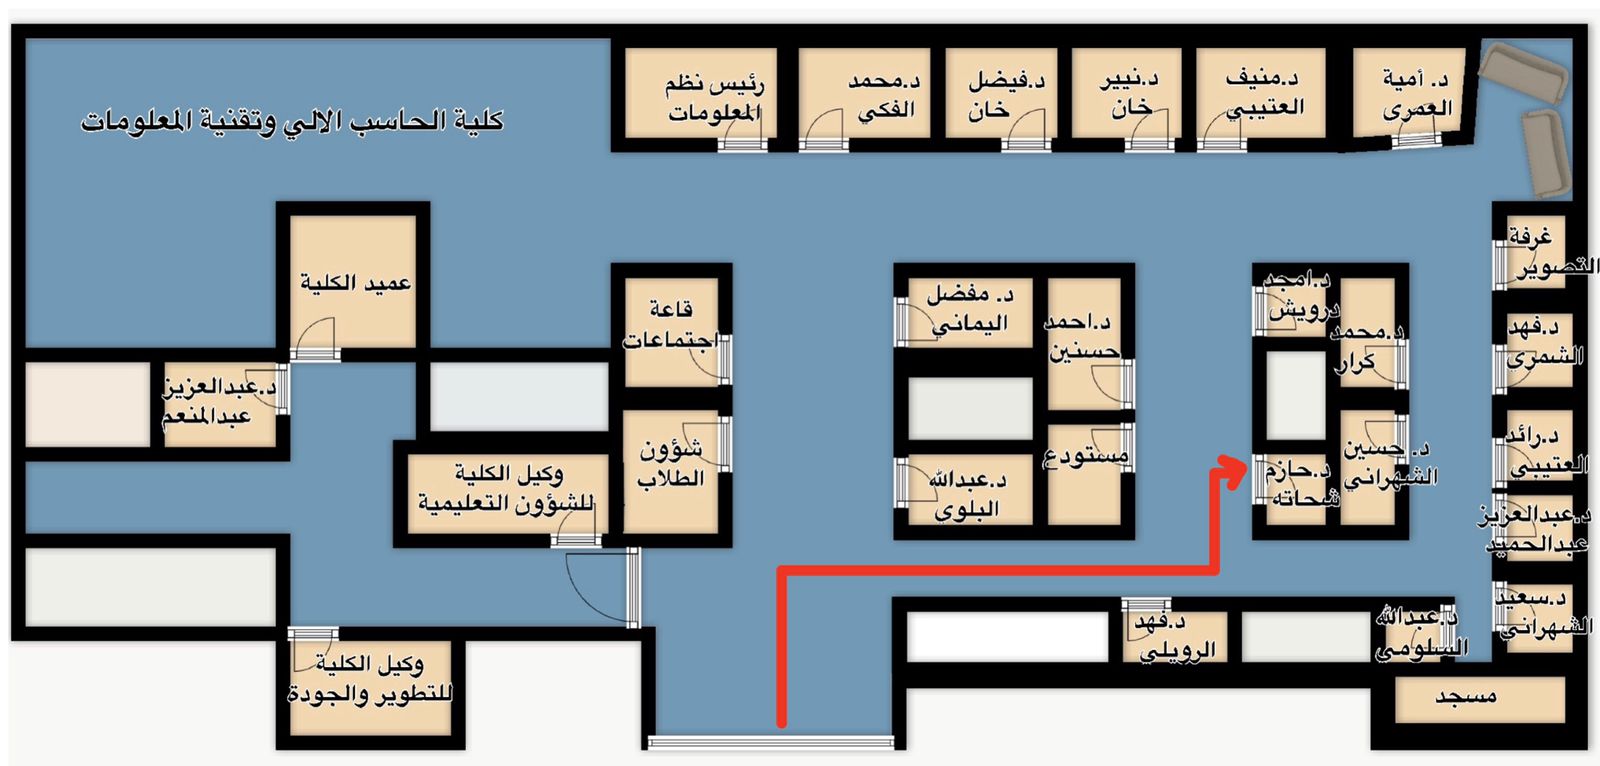 كلية الحاسب الالي وتقنية المعلومات
رئيس نظم
المعلومات
د.محمد
الفكي
د.فيضل
خان
د.نيير
خان
د.منيف
العتيبي
د. أمية
العمرى
عميد الكلية
قاعة
اجتماعات
د. مفضل
اليماني
د.احمد
حسنين
د.امجد
درويش
د.محمد
كرار
غرفة
التصوير
د.فهد
الشمرى
د.عبدالعزيز
عبدالمنعم
وكيل الكلية
للشؤون التعليمية
شؤون
الطلاب
د.عبدالله
البلوي
مستودع
د.حازم
شحاته
د. حسين
الشهراني
د.رائد
العتيبي
د.عبدالعزيز
عبدالحميد
د.سعيد
الشهراني
وكيل الكلية
للتطوير والجودة
د.فهد
الرويلي
د.عبدالله
السلومي
مسجد